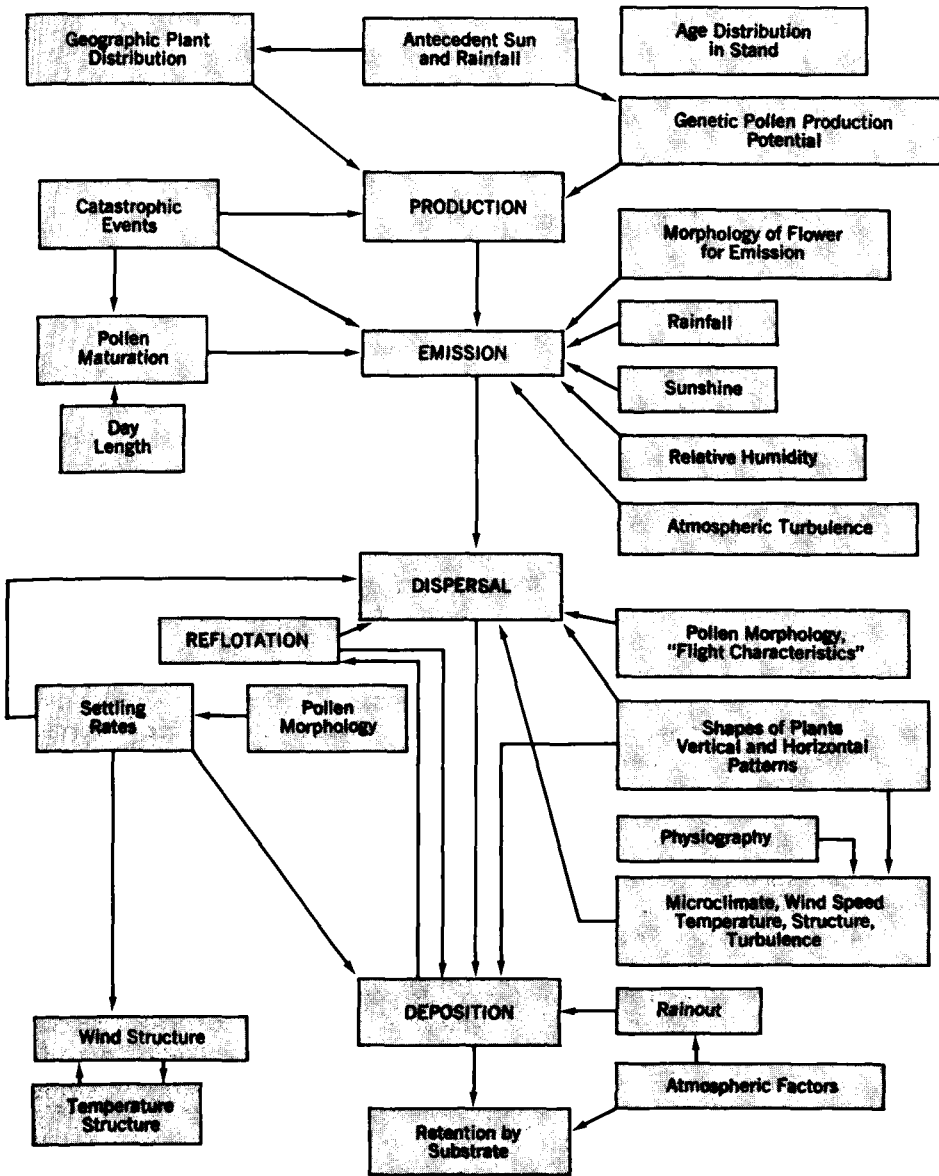 Geographic Plant
Distribution
Antecedent Sun
and Rainfall
Age Distribution
in Stand
Genetic Pollen Production
Potential
Catastrophic
Events
PRODUCTION
Morphology of Flower
for Emission
Rainfall
Pollen
Maturation
EMISSION
Sunshine
Day
Length
Relative Humidity
Atmospheric Turbulence
DISPERSAL
REFLOTATION
Pollen Morphology,
"Flight Characteristics"
Settling
Rates
Pollen
Morphology
Shapes of Plants
Vertical and Horizontal
Patterns
Physiography
Microclimate, Wind Speed
Temperature, Structure,
Turbulence
DEPOSITION
Rainout
Wind Structure
Temperature
Structure
Atmospheric Factors
Retention by
Substrate